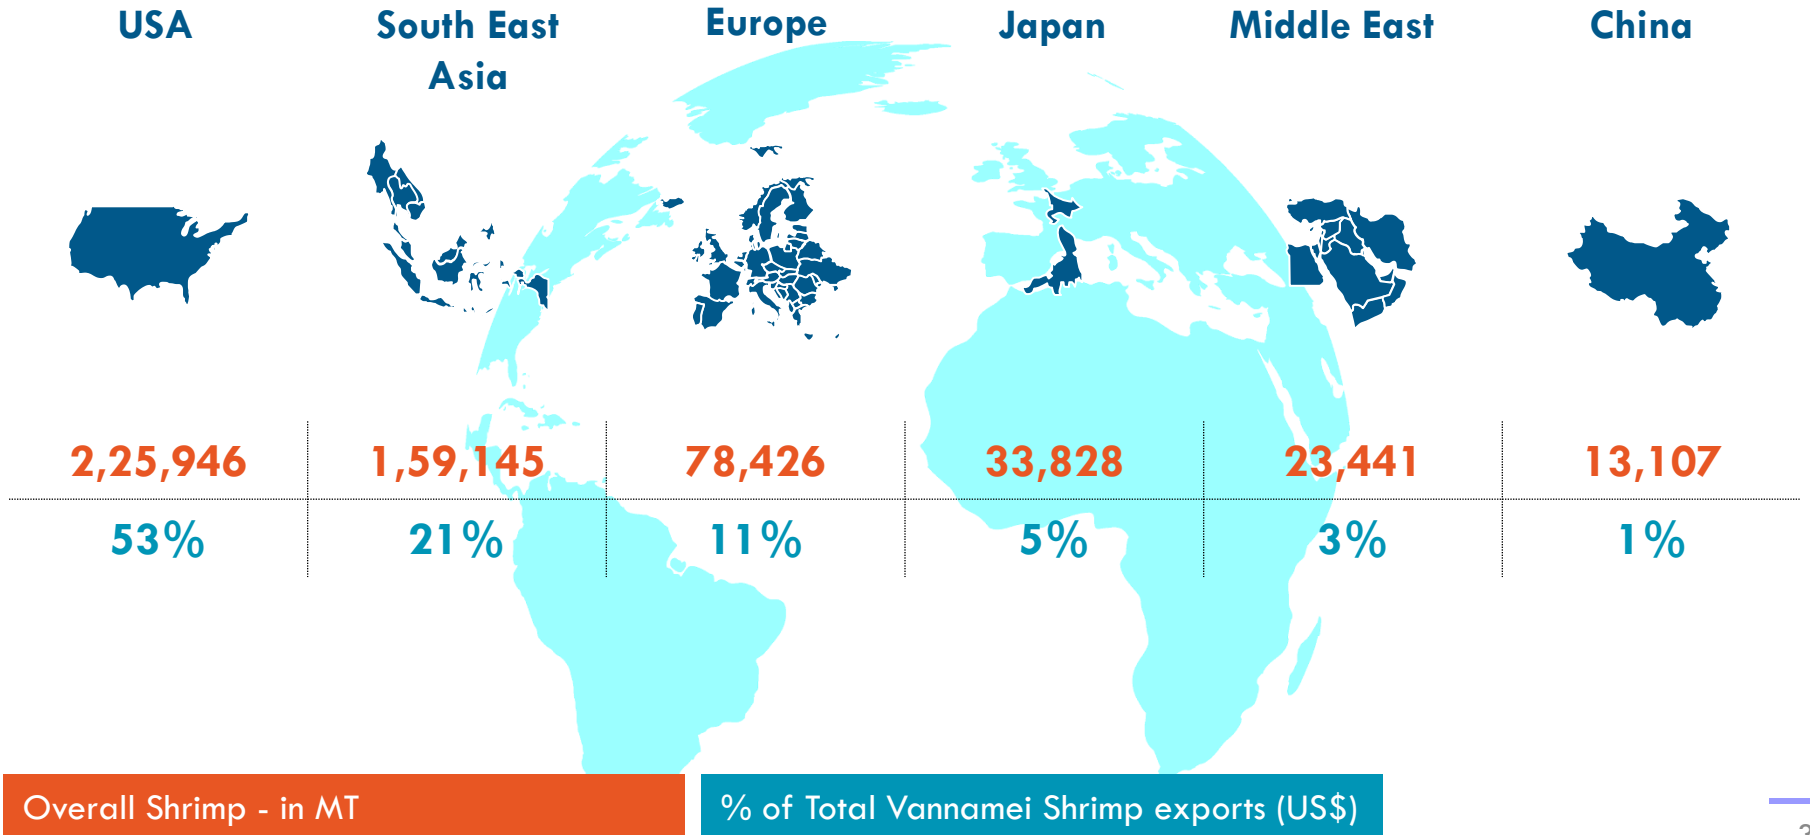 USA
South East
Asia
Europe
Japan
Middle East
China
2,25,946
1,59,145
78,426
33,828
23,441
13,107
53%
21%
11%
5%
3%
1%
Overall Shrimp - in MT
% of Total Vannamei Shrimp exports (US$)